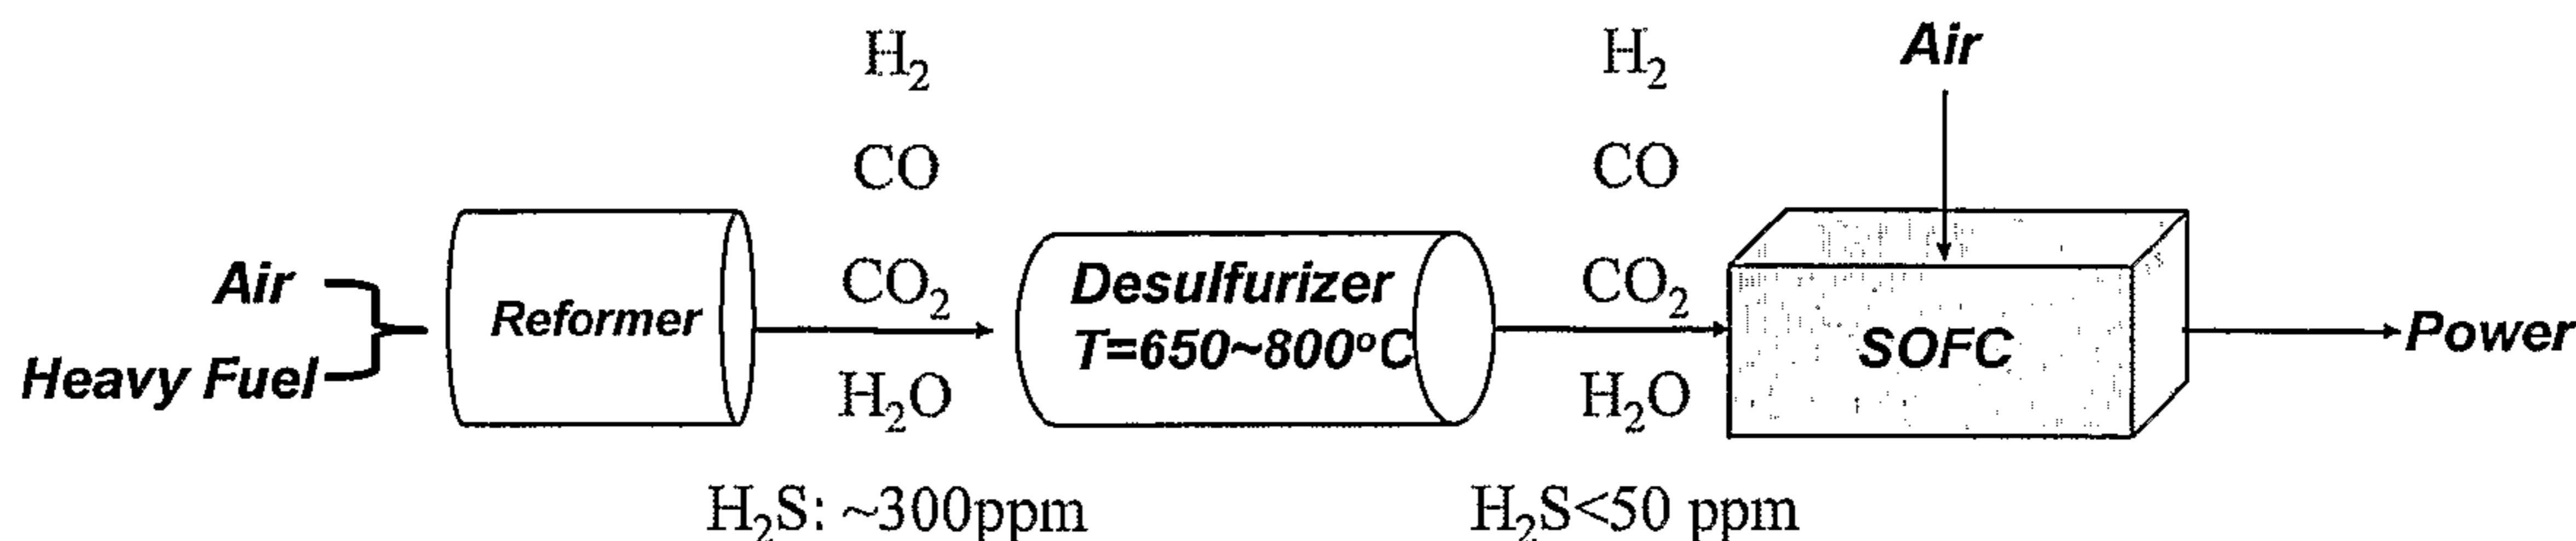 Air
Heavy Fuel
Reformer
H₂
CO
CO₂
H₂O
H₂S: ~300ppm
Desulfurizer
T=650~800°C
H₂
CO
CO₂
H₂O
H₂S<50 ppm
Air
SOFC
Power